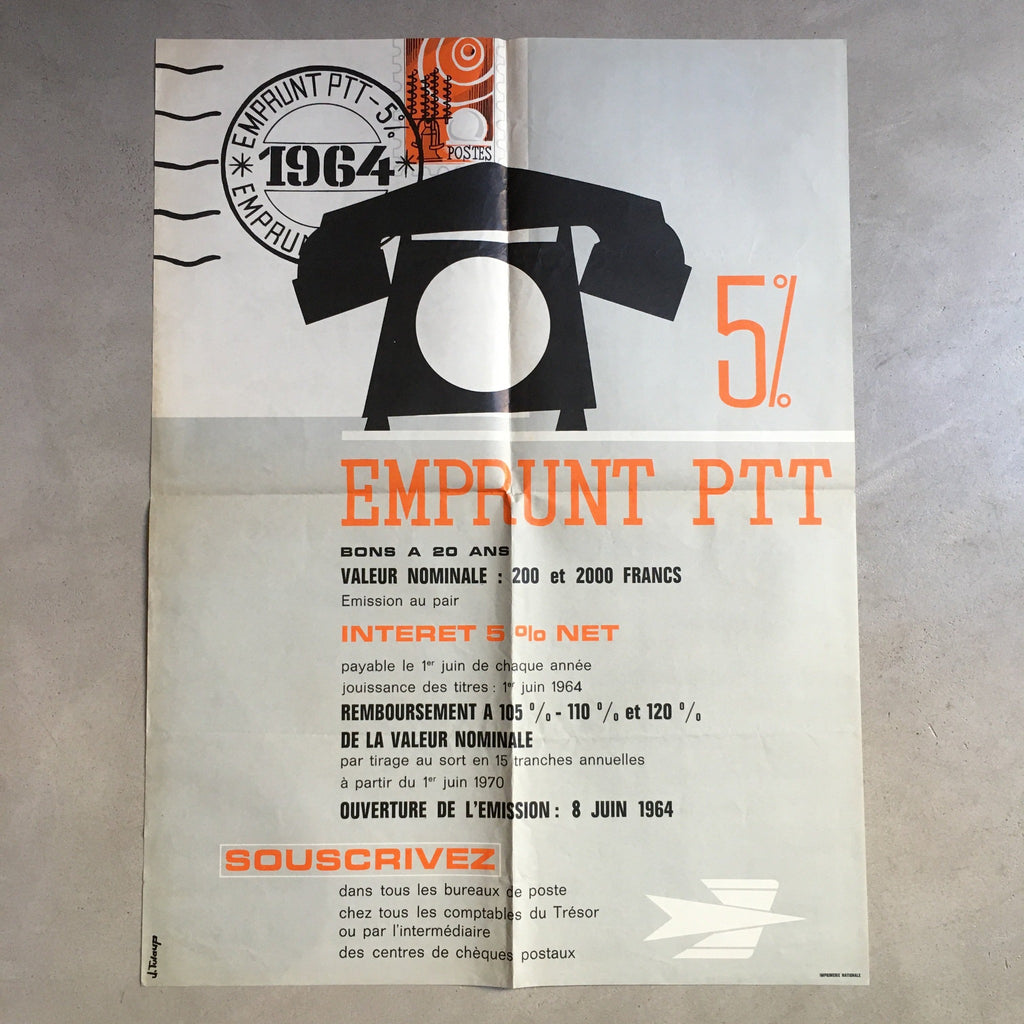 EMPRUNT PTT - 5%
1964
EMPRU
POSTES
5%
EMPRUNT PTT
BONS A 20 ANS
VALEUR NOMINALE : 200 et 2000 FRANCS
Emission au pair
INTERET 5 % NET
payable le 1er juin de chaque année
jouissance des titres : 1er juin 1964
REMBOURSEMENT A 105 % - 110 % et 120 %
DE LA VALEUR NOMINALE
par tirage au sort en 15 tranches annuelles
à partir du 1er juin 1970
OUVERTURE DE L'EMISSION : 8 JUIN 1964
SOUSCRIVEZ
dans tous les bureaux de poste
chez tous les comptables du Trésor
ou par l'intermédiaire
des centres de chèques postaux
J. Tuloup
IMPRIMERIE NATIONALE